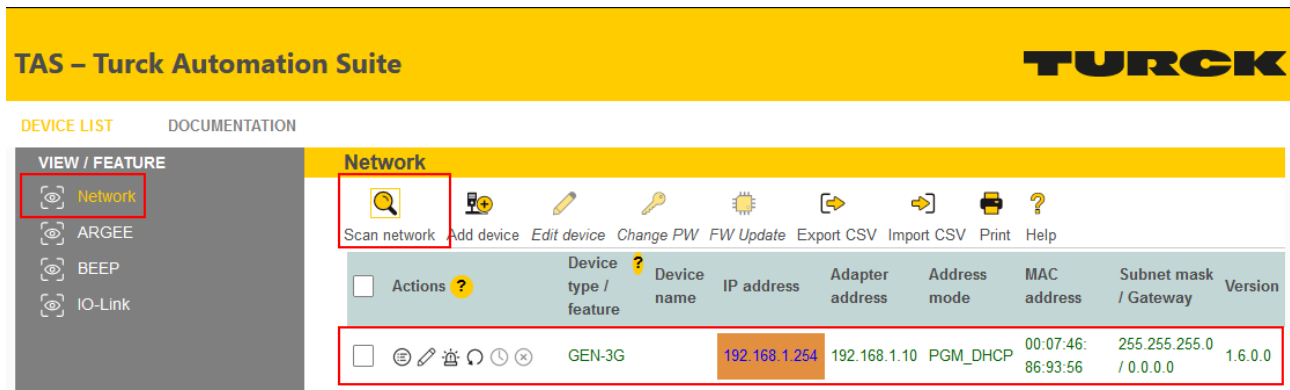 TAS – Turck Automation Suite
TURCK
DEVICE LIST DOCUMENTATION
VIEW / FEATURE
Network
ARGEE
BEEP
IO-Link
Network
Scan network Add device Edit device Change PW FW Update Export CSV Import CSV Print Help
Actions ? Device type / feature ? Device name IP address Adapter address Address mode MAC address Subnet mask / Gateway Version
GEN-3G 192.168.1.254 192.168.1.10 PGM_DHCP 00:07:46:86:93:56 255.255.255.0 / 0.0.0.0 1.6.0.0